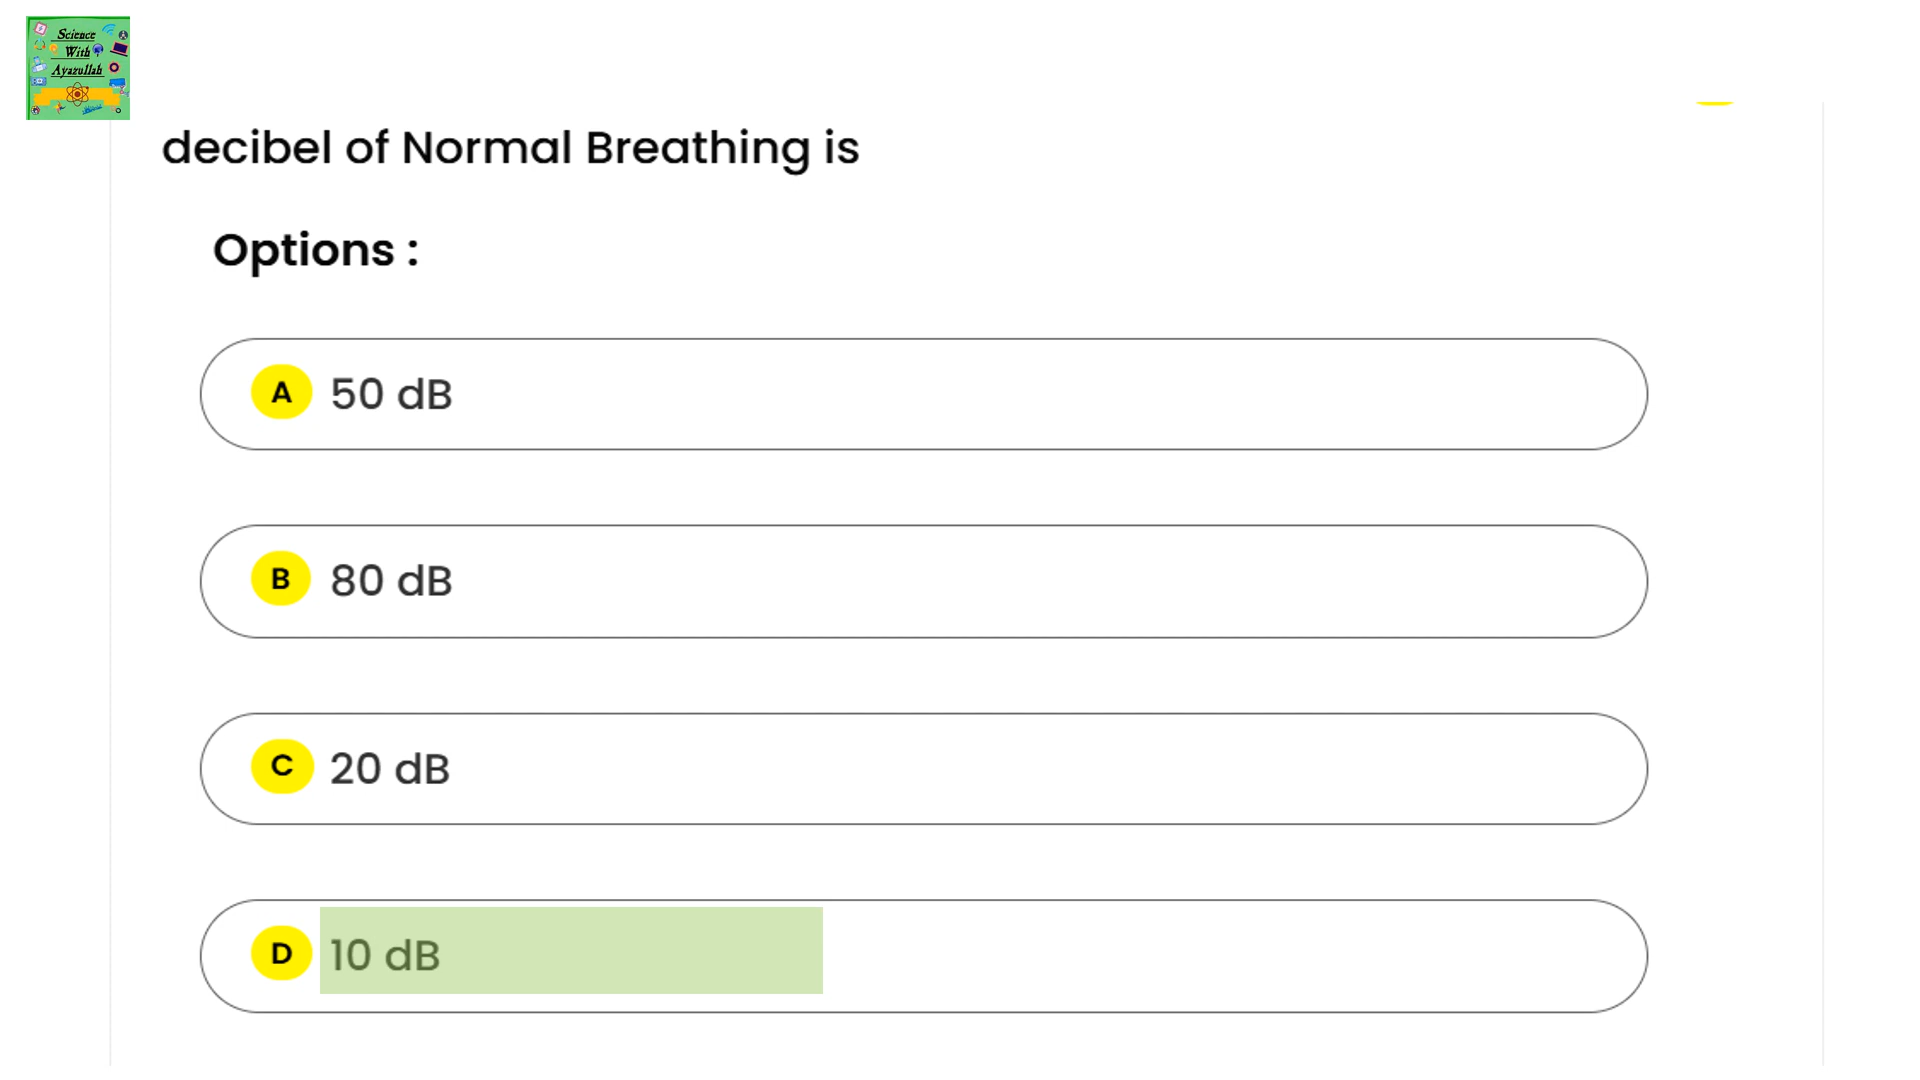 Science
With
Ayazullah
decibel of Normal Breathing is
Options :
A 50 dB
B 80 dB
C 20 dB
D 10 dB